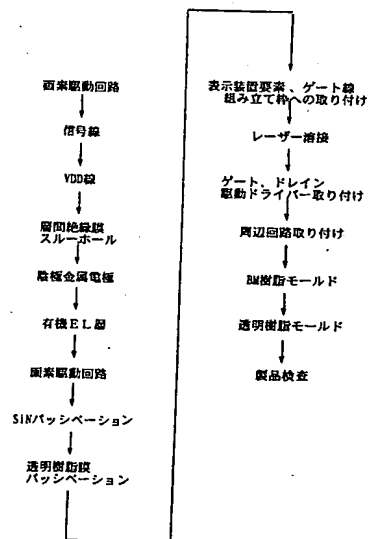 画素駆動回路
信号線
VDD線
層間絶縁膜
スルーホール
陰極金属電極
有機EL層
画素駆動回路
SiNパッシベーション
透明樹脂膜
パッシベーション
表示装置要素、ゲート線
組み立て枠への取り付け
レーザー溶接
ゲート、ドレイン
駆動ドライバー取り付け
周辺回路取り付け
BM樹脂モールド
透明樹脂モールド
製品検査